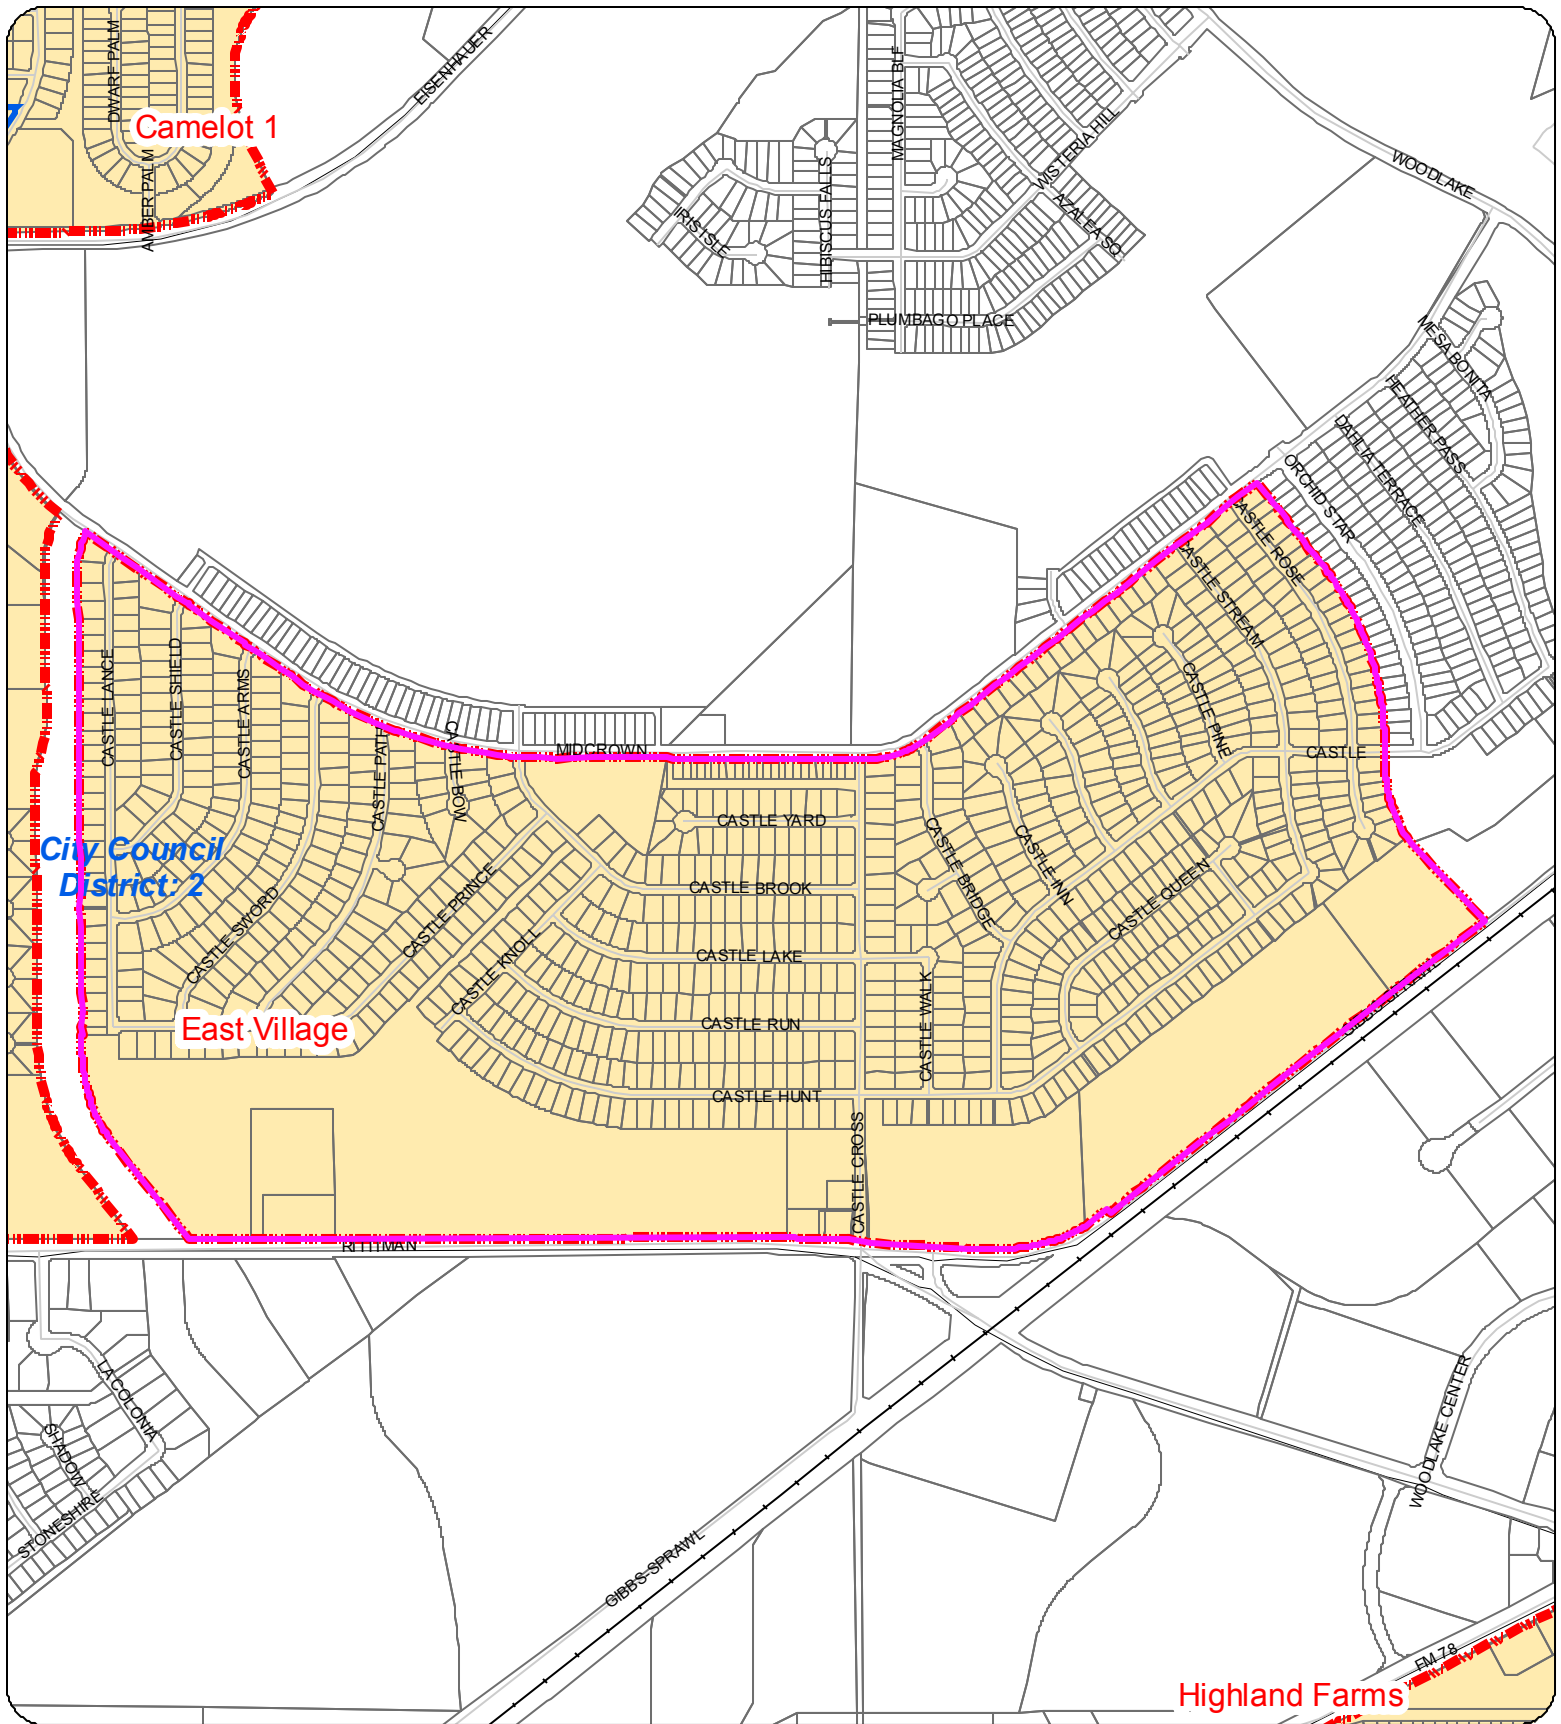 DWARF PALM
Camelot 1
AMBER PALM
EISENHAUER
MAGNOLIA BLF
WISTERIA HILL
WOODLAKE
AZALEA SQ
IRIS ISLE
HIBISCUS FALLS
PLUMBAGO PLACE
MESA BONITA
HEATHER PASS
DAHLIA TERRACE
ORCHID STAR
CASTLE ROSE
CASTLE STREAM
CASTLE PINE
CASTLE
CASTLE LANCE
CASTLE SHIELD
CASTLE ARMS
CASTLE PATH
CASTLE BOW
MIDCROWN
CASTLE YARD
CASTLE BROOK
CASTLE BRIDGE
CASTLE INN
CASTLE QUEEN
City Council
District: 2
CASTLE SWORD
CASTLE PRINCE
CASTLE KNOLL
CASTLE LAKE
CASTLE WALK
CASTLE RUN
East Village
CASTLE HUNT
CASTLE CROSS
RITTIMAN
LA COLONIA
SHADOW
STONESHIRE
WOODLAKE CENTER
GIBBS-SPRAWL
FM 78
Highland Farms